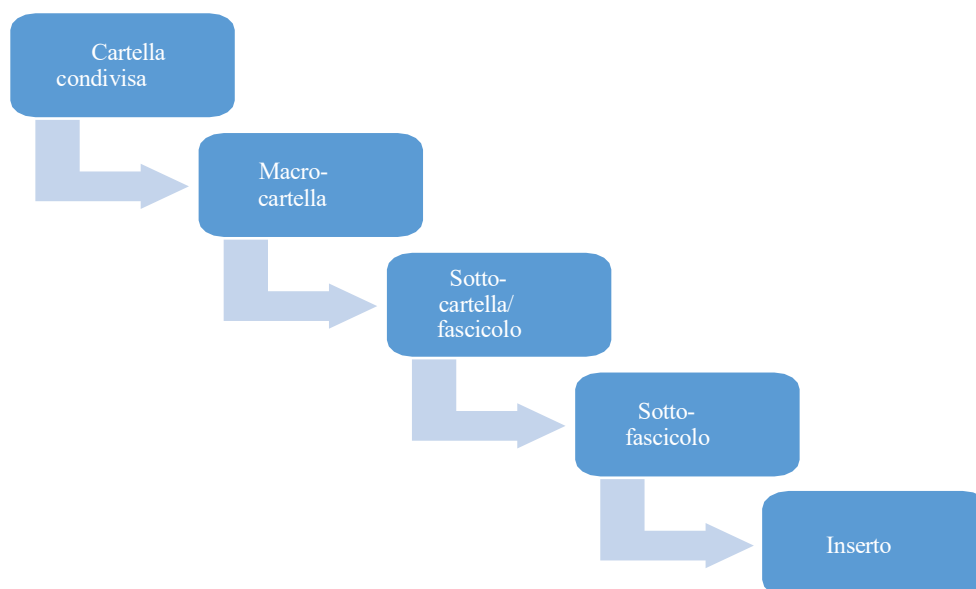 Cartella
condivisa
Macro-
cartella
Sotto-
cartella/
fascicolo
Sotto-
fascicolo
Inserto